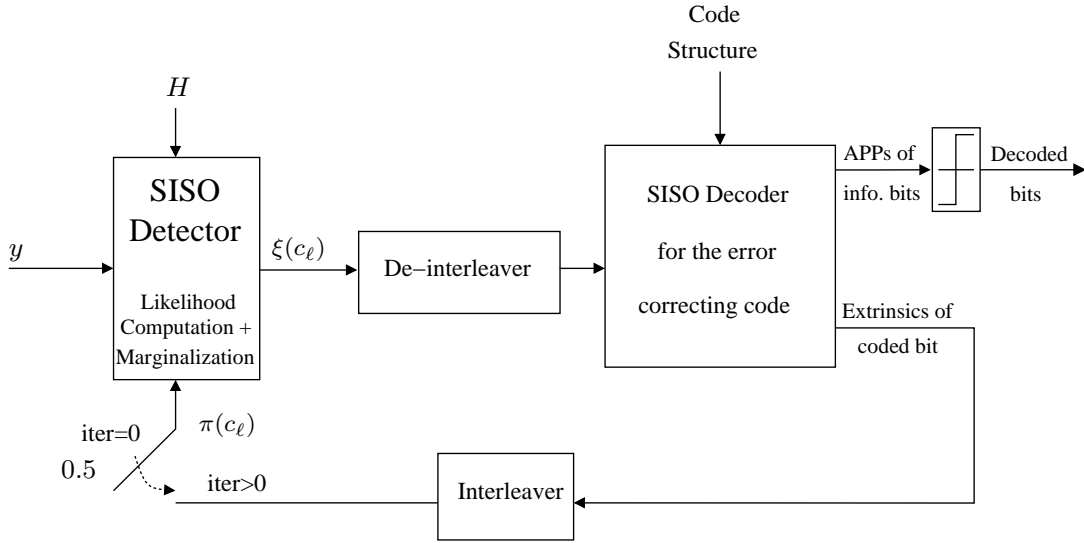 Code
Structure
H
SISO
Detector
Likelihood
Computation +
Marginalization
y
ξ(c_ℓ)
De−interleaver
SISO Decoder
for the error
correcting code
APPs of
info. bits
Decoded
bits
Extrinsics of
coded bit
π(c_ℓ)
iter=0
0.5
iter>0
Interleaver